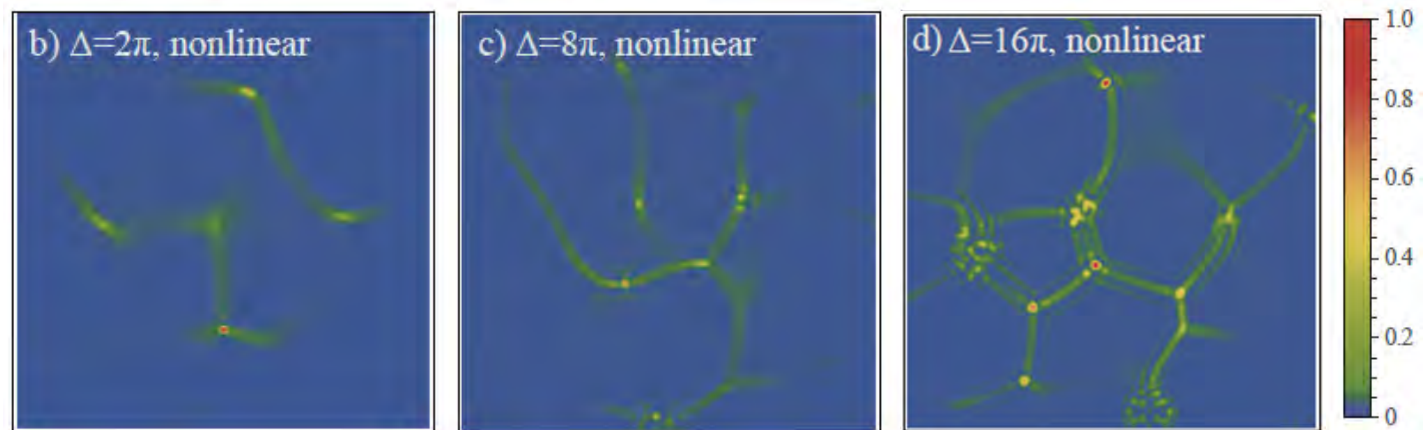 b) Δ=2π, nonlinear
c) Δ=8π, nonlinear
d) Δ=16π, nonlinear
1.0
0.8
0.6
0.4
0.2
0